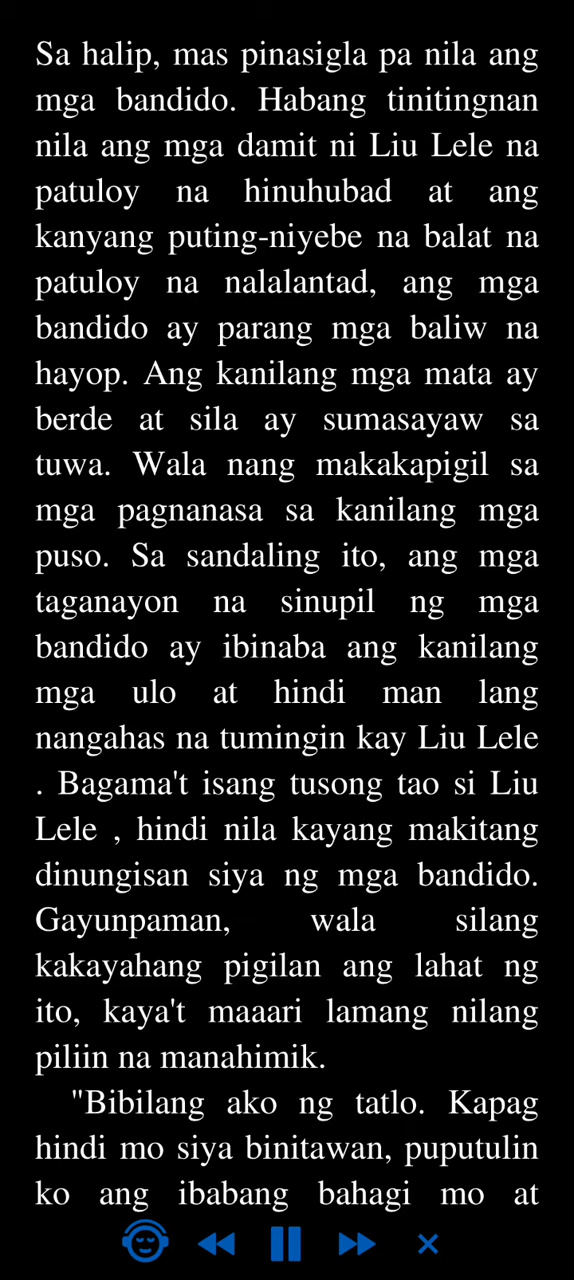 Sa halip, mas pinasigla pa nila ang
mga bandido. Habang tinitingnan
nila ang mga damit ni Liu Lele na
patuloy na hinuhubad at ang
kanyang puting-niyebe na balat na
patuloy na nalalantad, ang mga
bandido ay parang mga baliw na
hayop. Ang kanilang mga mata ay
berde at sila ay sumasayaw sa
tuwa. Wala nang makakapigil sa
mga pagnanasa sa kanilang mga
puso. Sa sandaling ito, ang mga
taganayon na sinupil ng mga
bandido ay ibinaba ang kanilang
mga ulo at hindi man lang
nangahas na tumingin kay Liu Lele
. Bagama't isang tusong tao si Liu
Lele , hindi nila kayang makitang
dinungisan siya ng mga bandido.
Gayunpaman, wala silang
kakayahang pigilan ang lahat ng
ito, kaya't maaari lamang nilang
piliin na manahimik.
"Bibilang ako ng tatlo. Kapag
hindi mo siya binitawan, puputulin
ko ang ibabang bahagi mo at